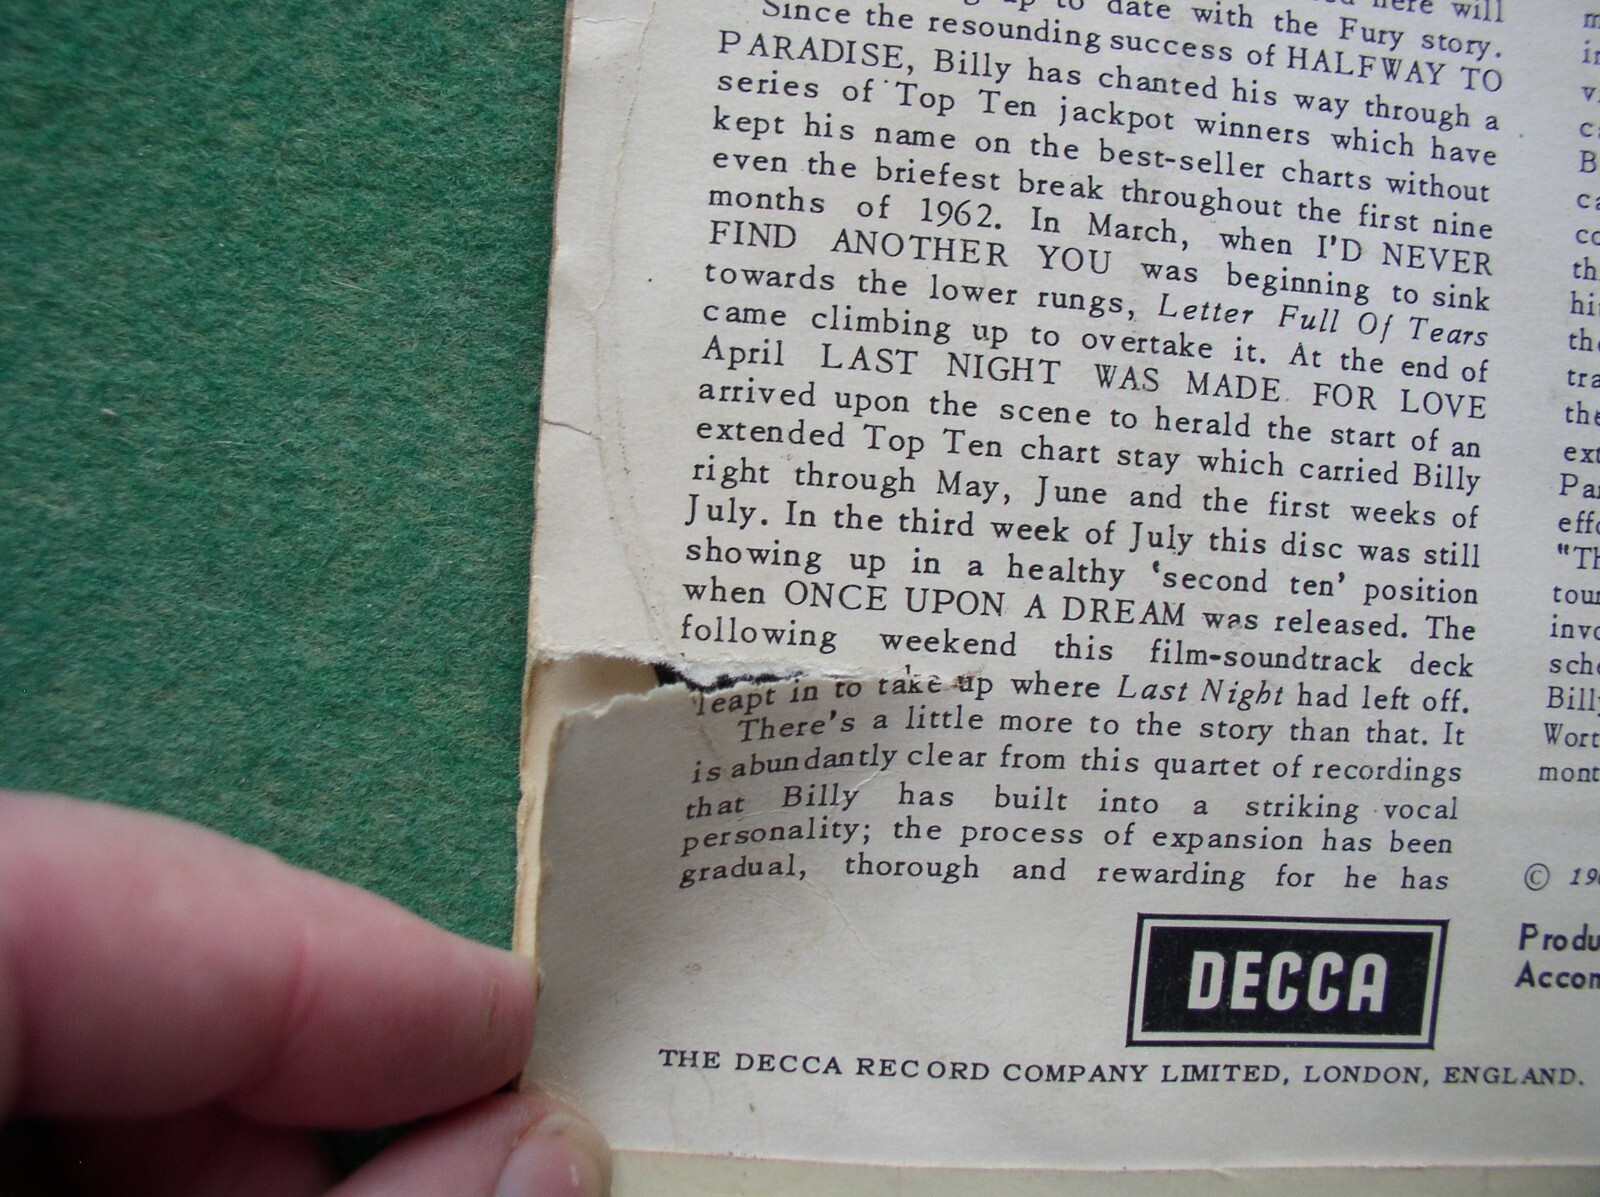 to date with the Fury story.
Since the resounding success of HALFWAY TO
PARADISE, Billy has chanted his way through a
series of Top Ten jackpot winners which have
kept his name on the best-seller charts without
even the briefest break throughout the first nine
months of 1962. In March, when I'D NEVER
FIND ANOTHER YOU was beginning to sink
towards the lower rungs, Letter Full Of Tears
came climbing up to overtake it. At the end of
April LAST NIGHT WAS MADE FOR LOVE
arrived upon the scene to herald the start of an
extended Top Ten chart stay which carried Billy
right through May, June and the first weeks of
July. In the third week of July this disc was still
showing up in a healthy 'second ten' position
when ONCE UPON A DREAM was released. The
following weekend this film-soundtrack deck
leapt in to take up where Last Night had left off.
There's a little more to the story than that. It
is abundantly clear from this quartet of recordings
that Billy has built into a striking vocal
personality; the process of expansion has been
gradual, thorough and rewarding for he has
DECCA
THE DECCA RECORD COMPANY LIMITED, LONDON, ENGLAND.